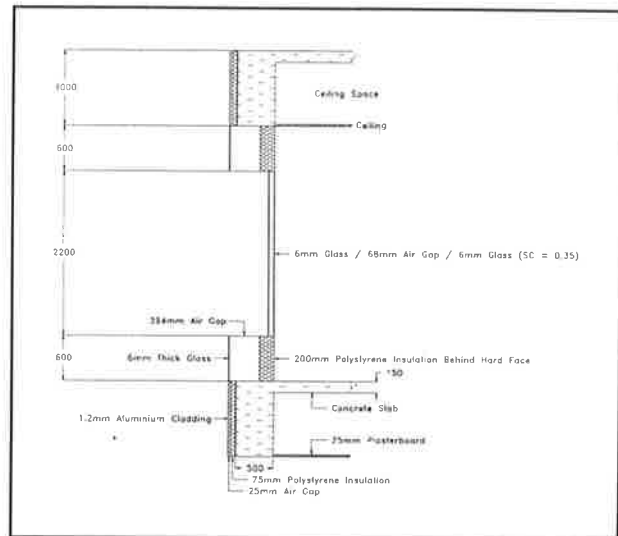 1000
Ceiling Space
Ceiling
600
2200
6mm Glass / 68mm Air Gap / 6mm Glass (SC = 0.35)
384mm Air Gap
600
6mm Thick Glass
200mm Polystyrene Insulation Behind Hard Face
150
Concrete Slab
1.2mm Aluminium Cladding
25mm Plasterboard
500
75mm Polystyrene Insulation
25mm Air Gap